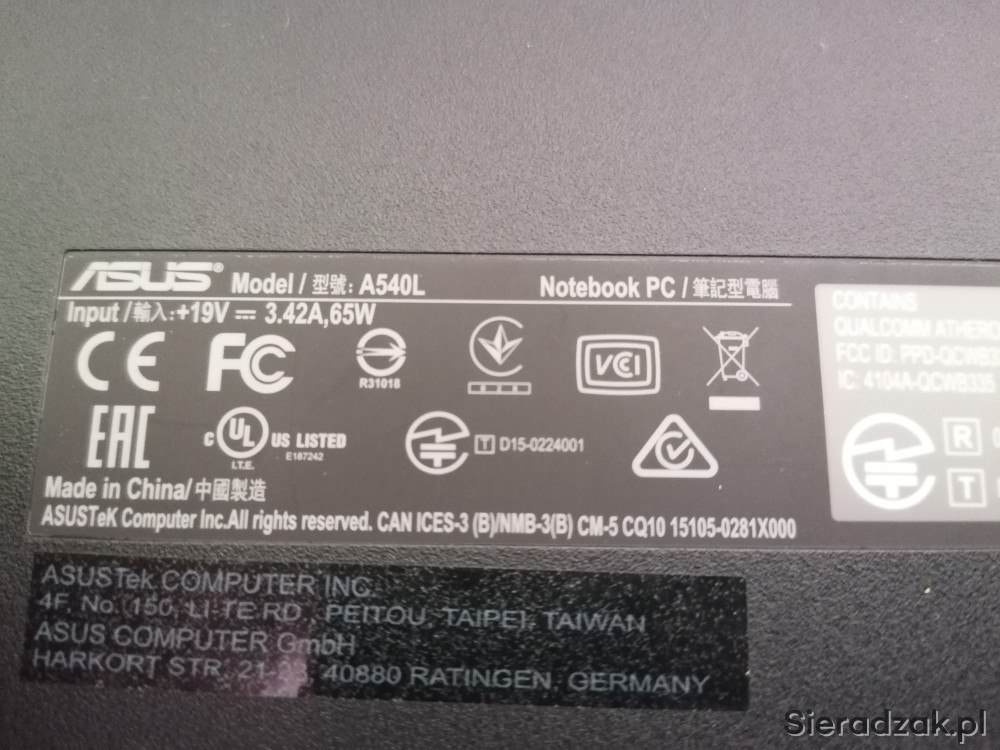 ASUS® Model / 型號: A540L Notebook PC / 筆記型電腦
Input / 輸入: +19V ⎓ 3.42A, 65W
CE FC R31018 VCCI
EAC c UL US LISTED
I.T.E. E187242
T D15-0224001
Made in China/ 中國製造
ASUSTeK Computer Inc. All rights reserved. CAN ICES-3 (B)/NMB-3(B) CM-5 CQ10 15105-0281X000
CONTAINS
QUALCOMM
FCC ID:
IC: 4104A-QCWB335
R
T
ASUSTek COMPUTER INC.
4F, No. 150, LI-TE RD., PEITOU, TAIPEI, TAIWAN
ASUS COMPUTER GmbH
HARKORT STR. 21-23, 40880 RATINGEN, GERMANY
Sieradzak.pl